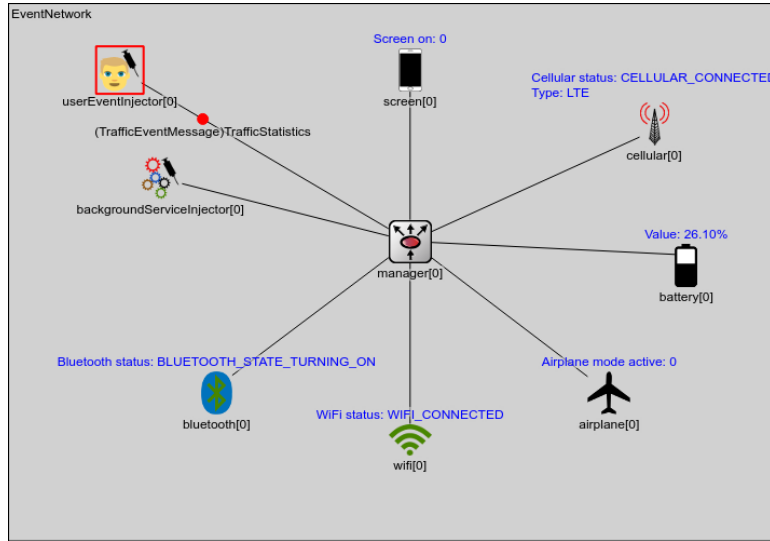 EventNetwork
Screen on: 0
userEventInjector[0]
screen[0]
Cellular status: CELLULAR_CONNECTED
Type: LTE
cellular[0]
(TrafficEventMessage)TrafficStatistics
backgroundServiceInjector[0]
manager[0]
Value: 26.10%
battery[0]
Bluetooth status: BLUETOOTH_STATE_TURNING_ON
bluetooth[0]
WiFi status: WIFI_CONNECTED
wifi[0]
Airplane mode active: 0
airplane[0]